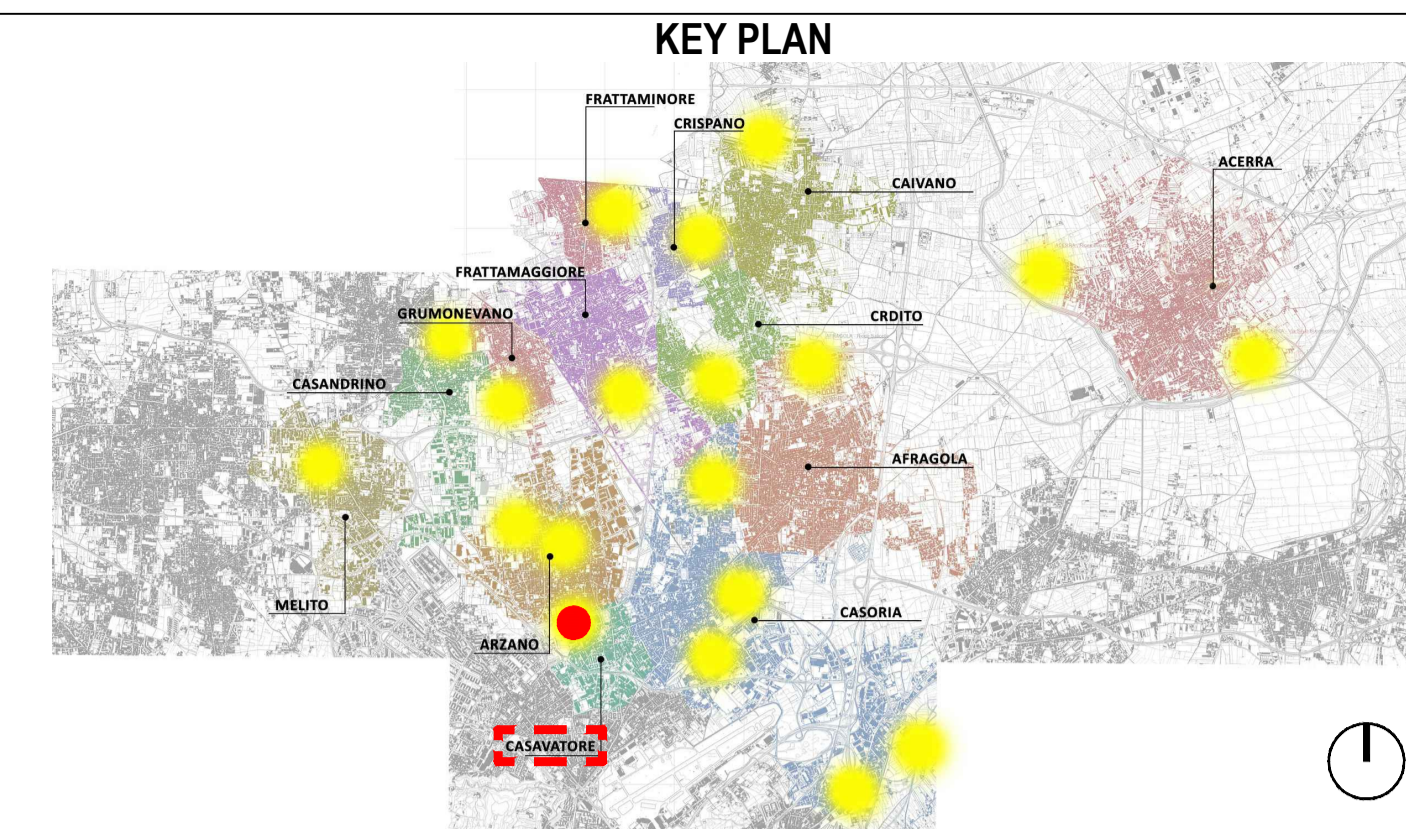 KEY PLAN
FRATTAMINORE
CRISPANO
ACERRA
CAIVANO
FRATTAMAGGIORE
GRUMONEVANO
CRDITO
CASANDRINO
AFRAGOLA
MELITO
CASORIA
ARZANO
CASAVATORE